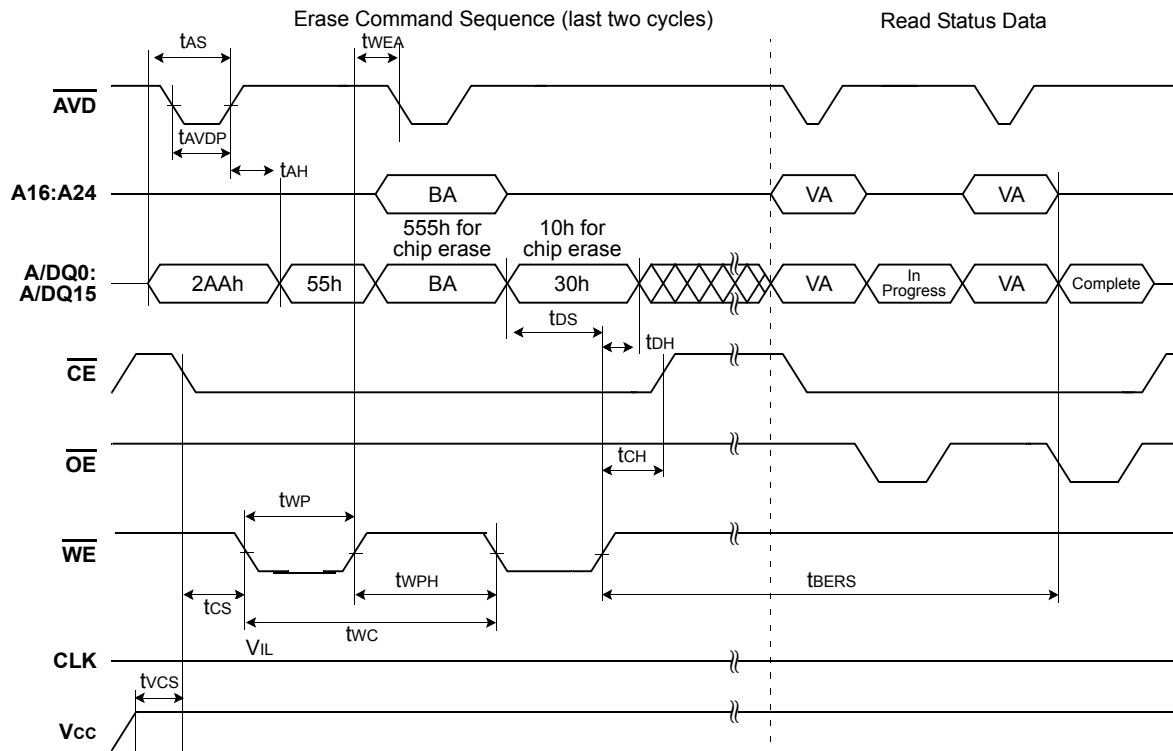 Erase Command Sequence (last two cycles)
Read Status Data
tAS
tWEA
AVD
tAVDP
tAH
A16:A24
BA
VA
VA
555h for
chip erase
10h for
chip erase
A/DQ0:
A/DQ15
2AAh
55h
BA
30h
VA
In
Progress
VA
Complete
tDS
tDH
CE
OE
tCH
tWP
WE
tWPH
tBERS
tCS
tWC
VIL
CLK
tVCS
Vcc